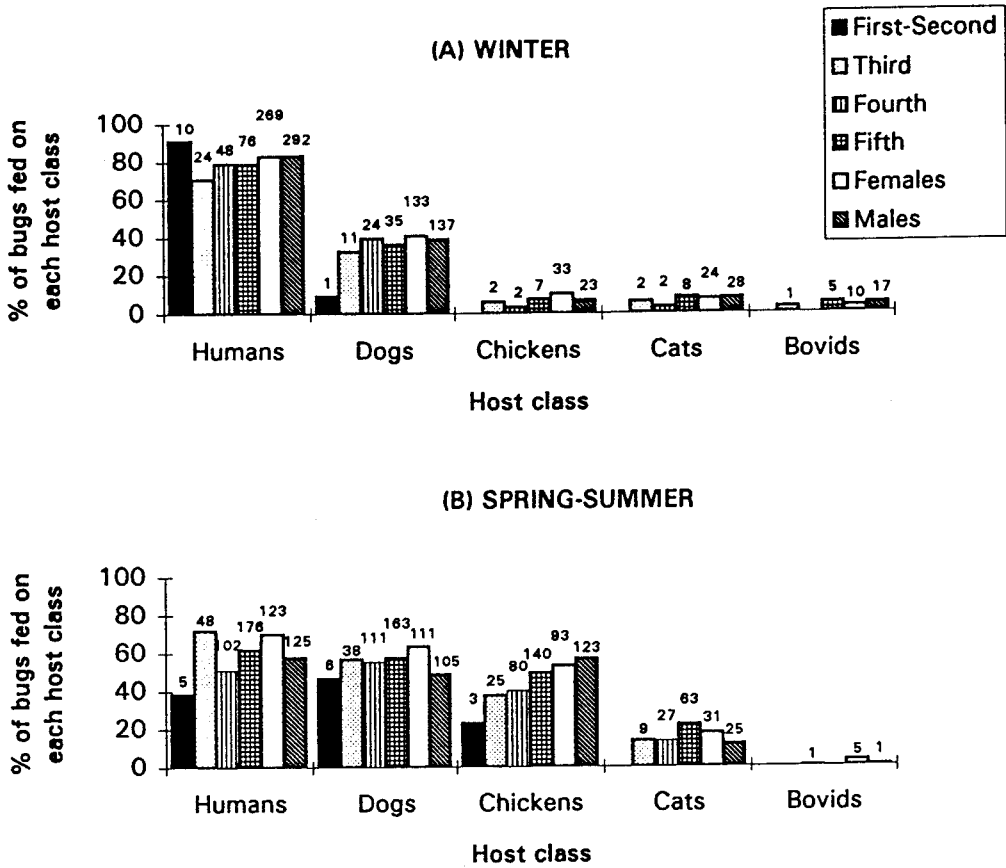 First-Second
Third
Fourth
Fifth
Females
Males
(A) WINTER
% of bugs fed on
each host class
100
80
60
40
20
0
10
24
48
76
269
292
1
11
24
35
133
137
2
2
7
33
23
2
2
8
24
28
1
5
10
17
Humans
Dogs
Chickens
Cats
Bovids
Host class
(B) SPRING-SUMMER
% of bugs fed on
each host class
100
80
60
40
20
0
5
48
102
176
123
125
6
38
111
163
111
105
3
25
80
140
93
123
9
27
63
31
25
1
5
1
Humans
Dogs
Chickens
Cats
Bovids
Host class